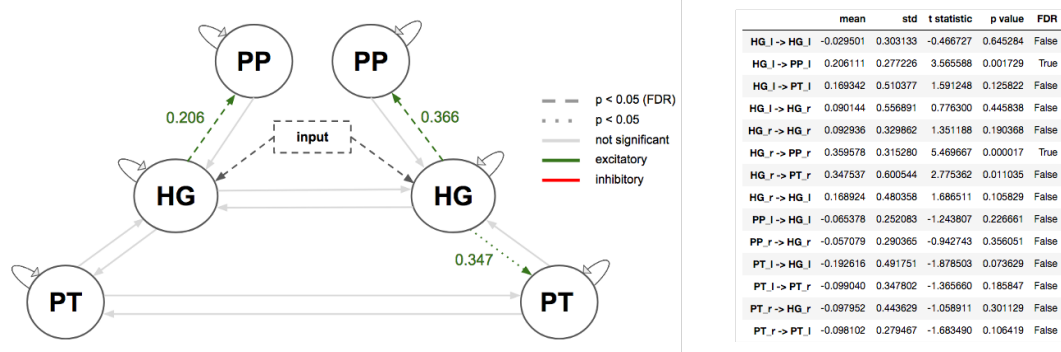 PP
PP
0.206
0.366
input
HG
HG
0.347
PT
PT
p < 0.05 (FDR)
p < 0.05
not significant
excitatory
inhibitory
mean std t statistic p value FDR
HG_l -> HG_l -0.029501 0.303133 -0.466727 0.645284 False
HG_l -> PP_l 0.206111 0.277226 3.565588 0.001729 True
HG_l -> PT_l 0.169342 0.510377 1.591248 0.125822 False
HG_l -> HG_r 0.090144 0.556891 0.776300 0.445838 False
HG_r -> HG_r 0.092936 0.329862 1.351188 0.190368 False
HG_r -> PP_r 0.359578 0.315280 5.469667 0.000017 True
HG_r -> PT_r 0.347537 0.600544 2.775362 0.011035 False
HG_r -> HG_l 0.168924 0.480358 1.686511 0.105829 False
PP_l -> HG_l -0.065378 0.252083 -1.243807 0.226661 False
PP_r -> HG_r -0.057079 0.290365 -0.942743 0.356051 False
PT_l -> HG_l -0.192616 0.491751 -1.878503 0.073629 False
PT_l -> PT_r -0.099040 0.347802 -1.365660 0.185847 False
PT_r -> HG_r -0.097952 0.443629 -1.058911 0.301129 False
PT_r -> PT_l -0.098102 0.279467 -1.683490 0.106419 False